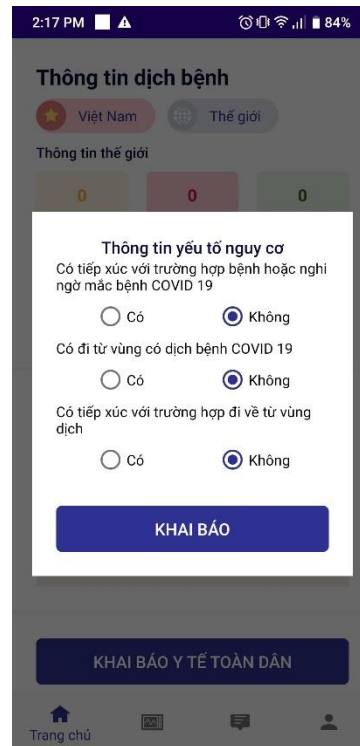 2:17 PM
84%
Thông tin dịch bệnh
Việt Nam
Thế giới
Thông tin thế giới
0
0
0
Thông tin yếu tố nguy cơ
Có tiếp xúc với trường hợp bệnh hoặc nghi
ngờ mắc bệnh COVID 19
Có
Không
Có đi từ vùng có dịch bệnh COVID 19
Có
Không
Có tiếp xúc với trường hợp đi về từ vùng
dịch
Có
Không
KHAI BÁO
KHAI BÁO Y TẾ TOÀN DÂN
Trang chủ